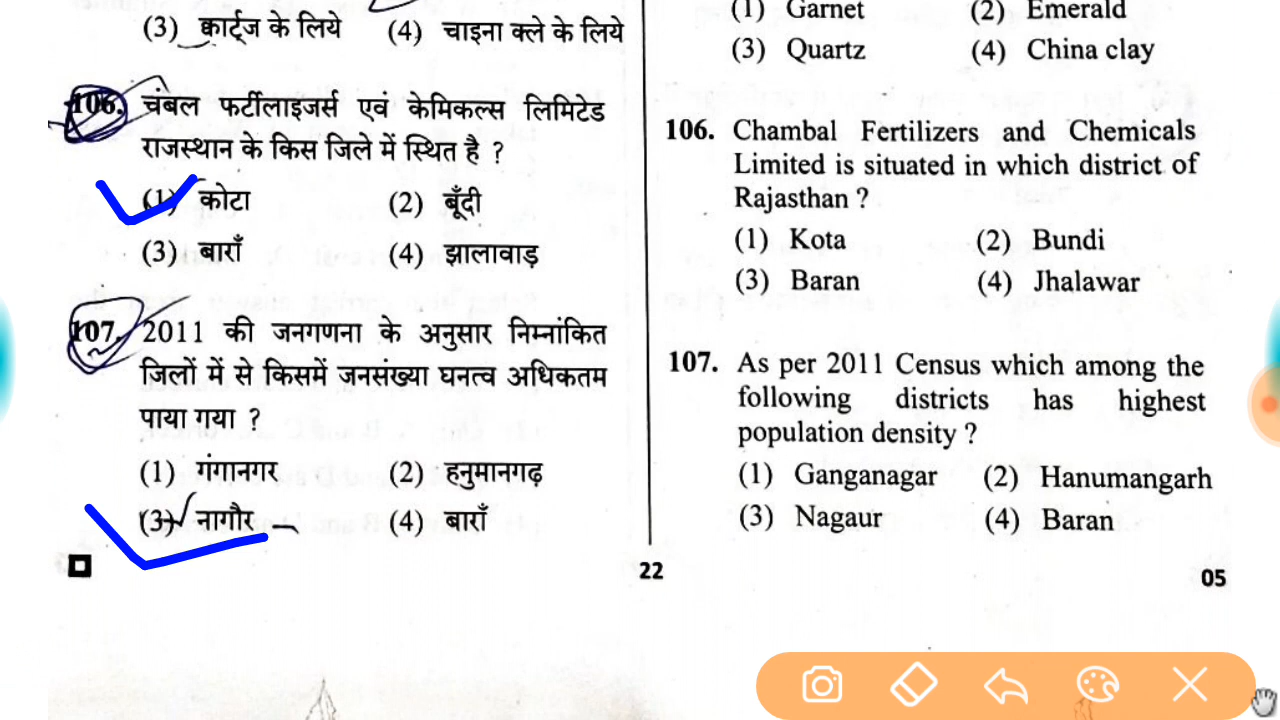 (3) क्वार्ट्ज के लिये (4) चाइना क्ले के लिये
106. चंबल फर्टीलाइजर्स एवं केमिकल्स लिमिटेड
राजस्थान के किस जिले में स्थित है ?
(1) कोटा (2) बूँदी
(3) बाराँ (4) झालावाड़
107. 2011 की जनगणना के अनुसार निम्नांकित
जिलों में से किसमें जनसंख्या घनत्व अधिकतम
पाया गया ?
(1) गंगानगर (2) हनुमानगढ़
(3) नागौर (4) बाराँ
(1) Garnet (2) Emerald
(3) Quartz (4) China clay
106. Chambal Fertilizers and Chemicals
Limited is situated in which district of
Rajasthan ?
(1) Kota (2) Bundi
(3) Baran (4) Jhalawar
107. As per 2011 Census which among the
following districts has highest
population density ?
(1) Ganganagar (2) Hanumangarh
(3) Nagaur (4) Baran
22
05